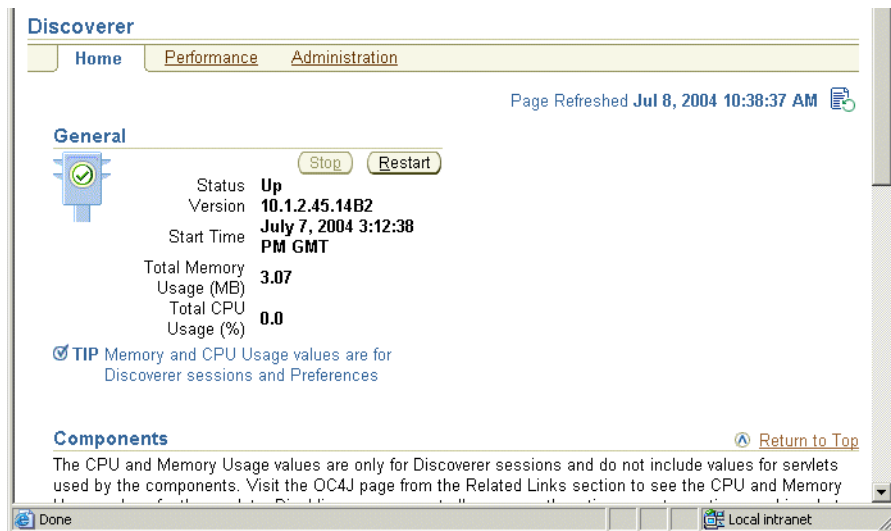 Discoverer
Home Performance Administration
Page Refreshed Jul 8, 2004 10:38:37 AM
General
Stop Restart
Status Up
Version 10.1.2.45.14B2
Start Time July 7, 2004 3:12:38 PM GMT
Total Memory Usage (MB) 3.07
Total CPU Usage (%) 0.0
TIP Memory and CPU Usage values are for
Discoverer sessions and Preferences
Components Return to Top
The CPU and Memory Usage values are only for Discoverer sessions and do not include values for servlets
used by the components. Visit the OC4J page from the Related Links section to see the CPU and Memory
Done Local intranet